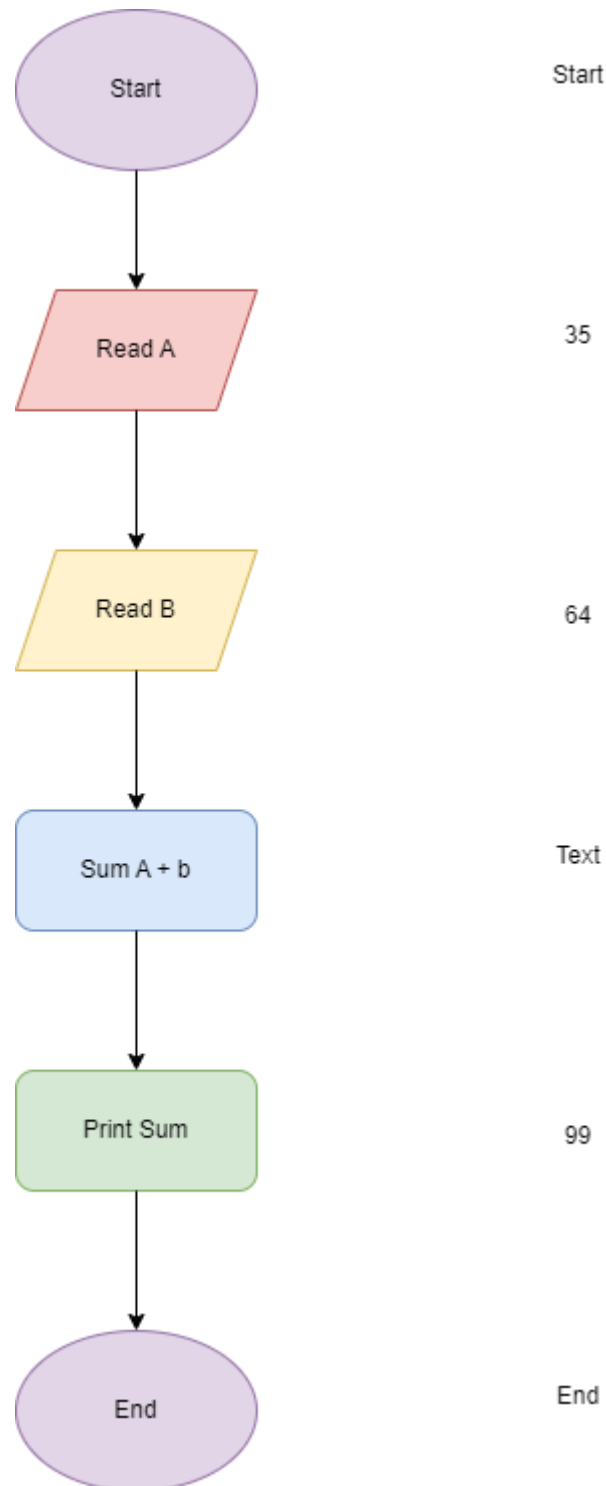 Start
Start
Read A
35
Read B
64
Sum A + b
Text
Print Sum
99
End
End